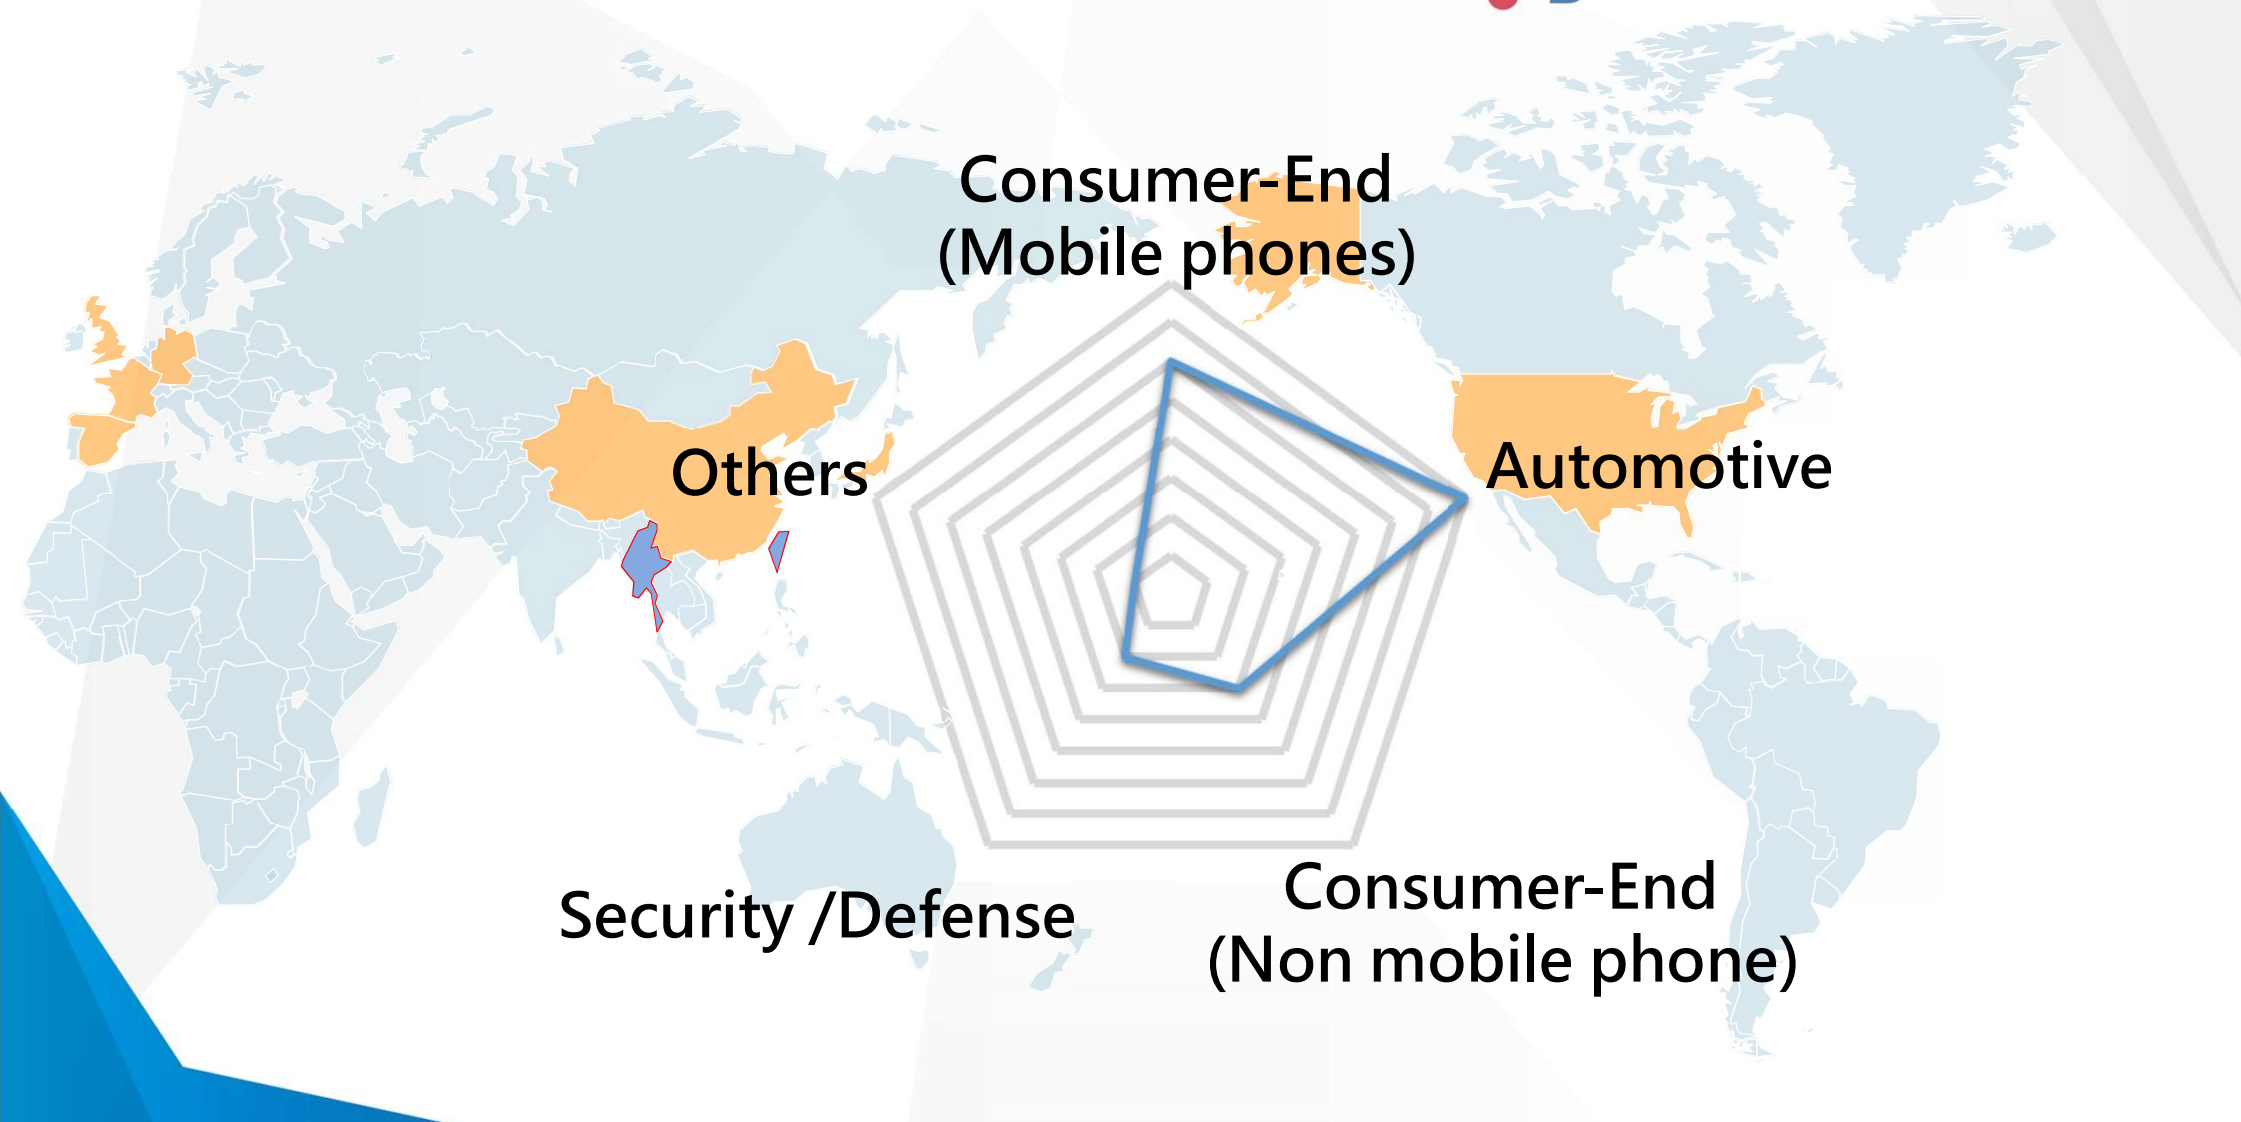 Consumer-End
(Mobile phones)
Others
Automotive
Security /Defense
Consumer-End
(Non mobile phone)